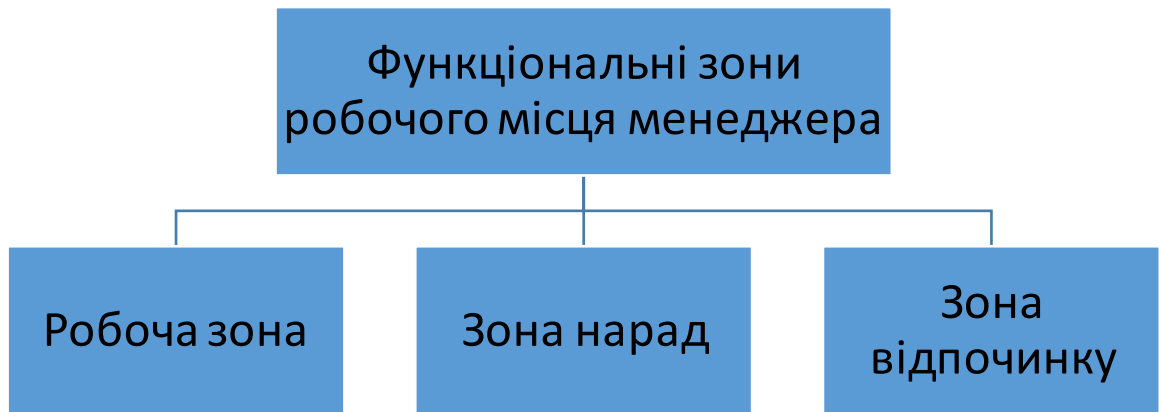 Функціональні зони
робочого місця менеджера
Робоча зона
Зона нарад
Зона
відпочинку